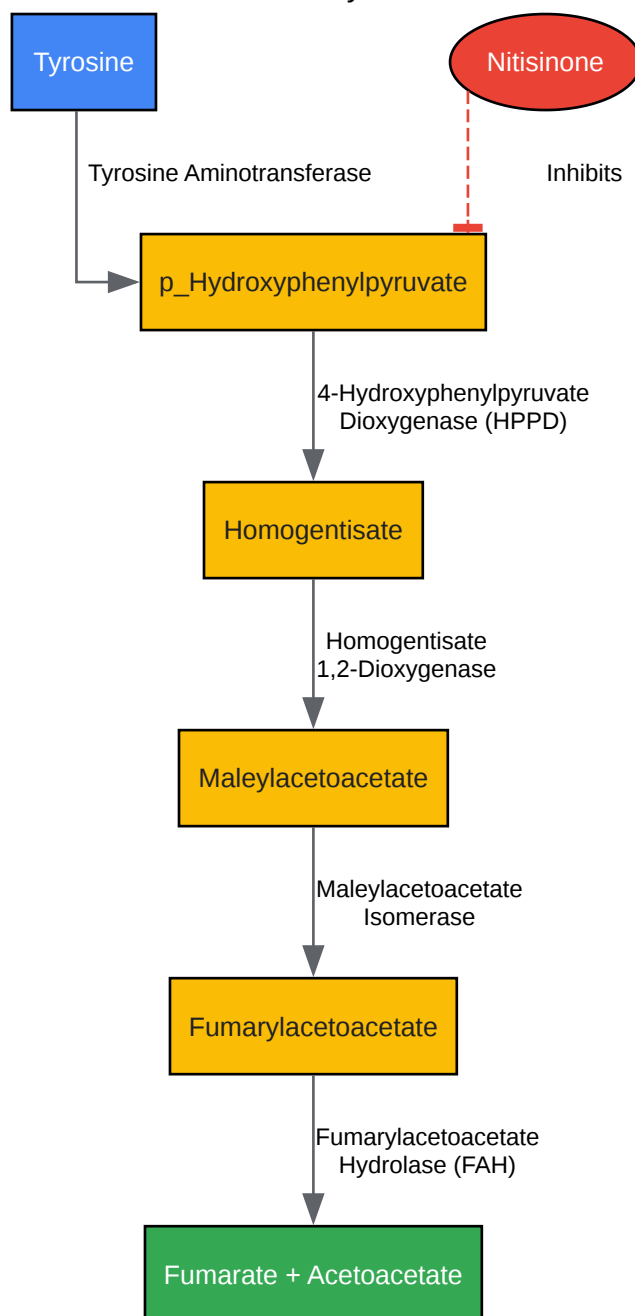 Tyrosine
Nitisinone
Tyrosine Aminotransferase
Inhibits
p_Hydroxyphenylpyruvate
4-Hydroxyphenylpyruvate
Dioxygenase (HPPD)
Homogentisate
Homogentisate
1,2-Dioxygenase
Maleylacetoacetate
Maleylacetoacetate
Isomerase
Fumarylacetoacetate
Fumarylacetoacetate
Hydrolase (FAH)
Fumarate + Acetoacetate